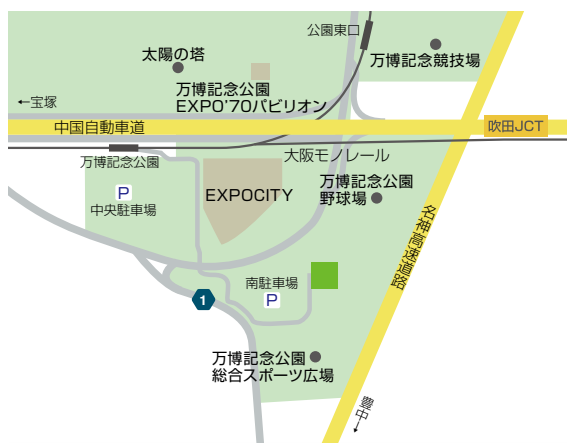 公園東口
太陽の塔
万博記念競技場
万博記念公園
EXPO'70パビリオン
←宝塚
中国自動車道
吹田JCT
大阪モノレール
万博記念公園
P
中央駐車場
EXPOCITY
万博記念公園
野球場
名神高速道路
南駐車場
P
1
万博記念公園
総合スポーツ広場
豊中→